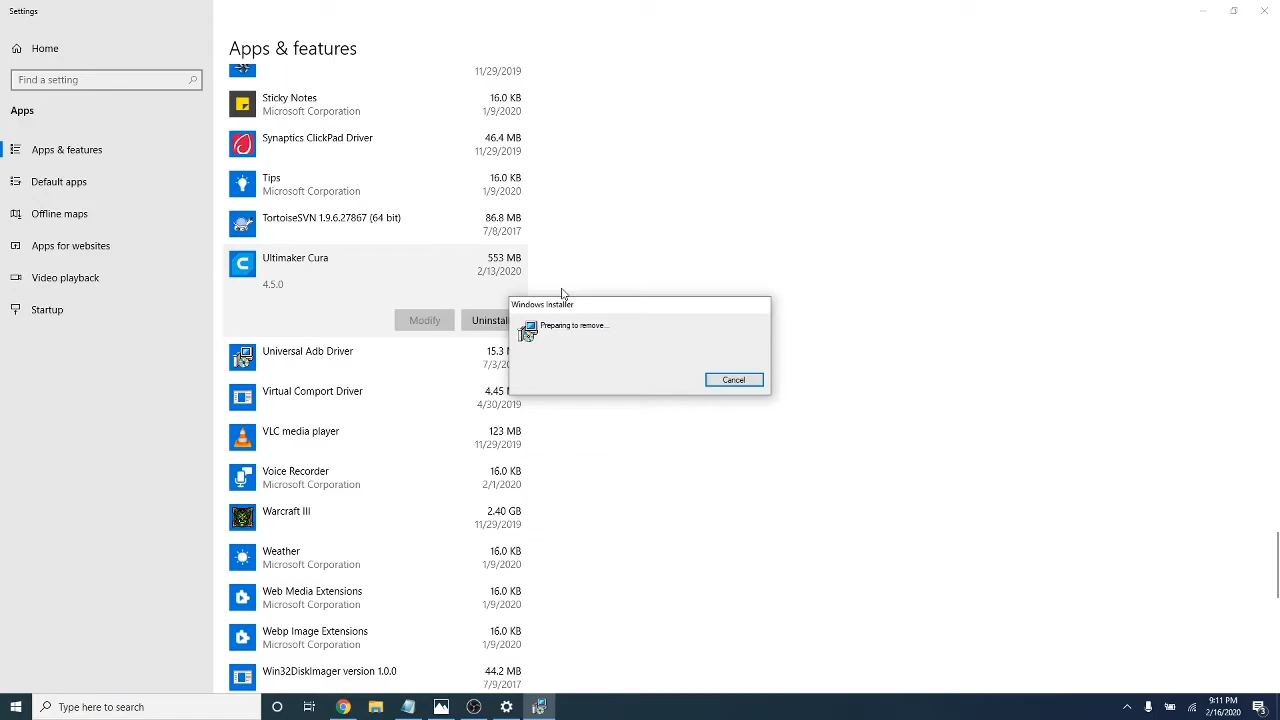 Settings
Home
Find a setting
Apps
Apps & features
Default apps
Offline maps
Apps for websites
Video playback
Startup
Apps & features
11/29/2019
Sticky Notes 16.0 KB
Microsoft Corporation 1/9/2020
Synaptics ClickPad Driver 46.4 MB
11/29/2019
Tips 16.0 KB
Microsoft Corporation 1/9/2020
TortoiseSVN 1.9.6.27867 (64 bit) 86.8 MB
7/8/2017
Ultimaker Cura 553 MB
2/13/2020
4.5.0
Modify Uninstal
Windows Installer
Preparing to remove...
Cancel
Universal Adb Driver 15.3
7/3/
Virtual Comport Driver 4.45
4/30/2019
VLC media player 123 MB
11/29/2019
Voice Recorder 16.0 KB
Microsoft Corporation 2/1/2020
Warcraft III 2.40 GB
11/29/2019
Weather 16.0 KB
Microsoft Corporation 1/9/2020
Web Media Extensions 16.0 KB
Microsoft Corporation 1/9/2020
Webp Image Extensions 16.0 KB
Microsoft Corporation 1/9/2020
Win32DiskImager version 1.0.0 44.2 MB
7/9/2017
Type here to search
9:11 PM
2/16/2020